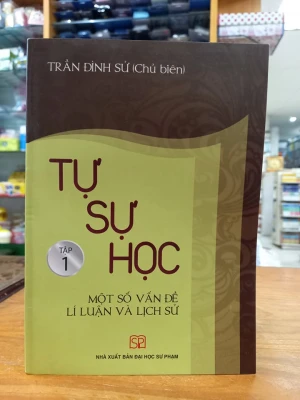 TRẦN ĐÌNH SỬ (Chủ biên)
TỰ
SỰ
HỌC
TẬP
1
MỘT SỐ VẤN ĐỀ
LÍ LUẬN VÀ LỊCH SỬ
SP
NHÀ XUẤT BẢN ĐẠI HỌC SƯ PHẠM